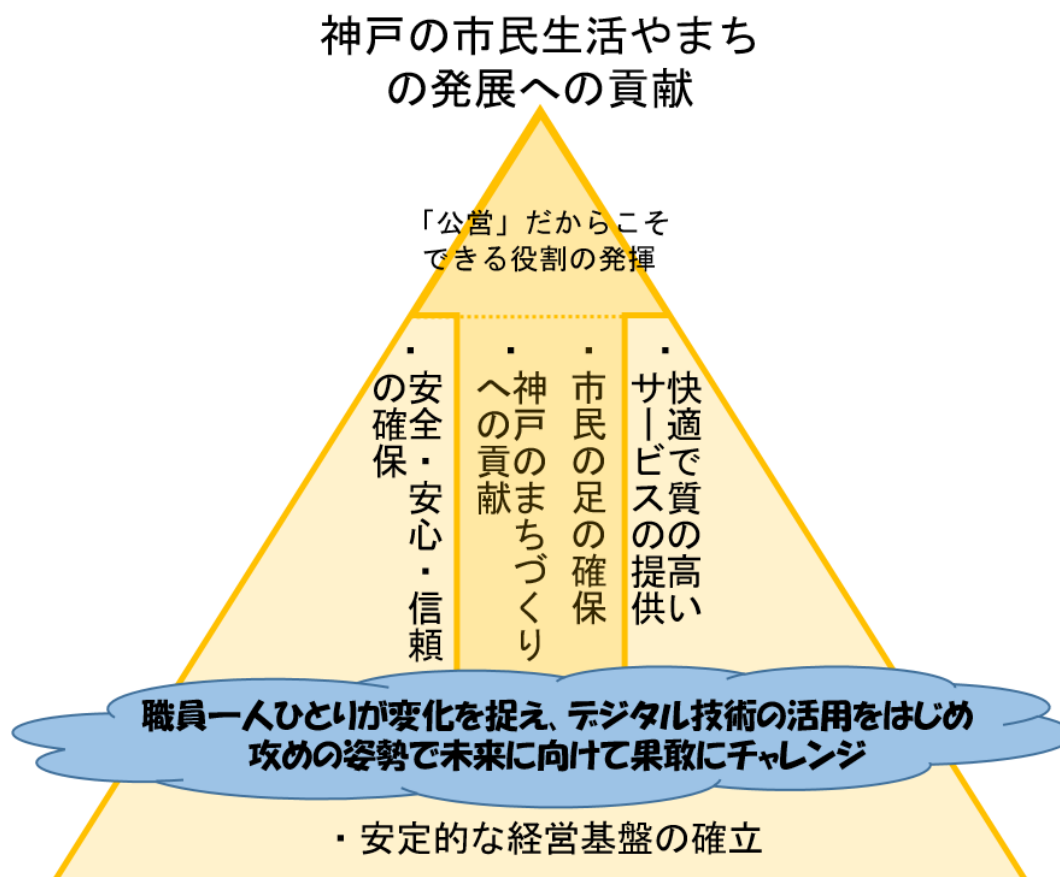 神戸の市民生活やまち
の発展への貢献
「公営」だからこそ
できる役割の発揮
・快適で質の高い
サービスの提供
・市民の足の確保
・神戸のまちづくり
への貢献
・安全・安心・信頼
の確保
職員一人ひとりが変化を捉え、デジタル技術の活用をはじめ
攻めの姿勢で未来に向けて果敢にチャレンジ
・安定的な経営基盤の確立